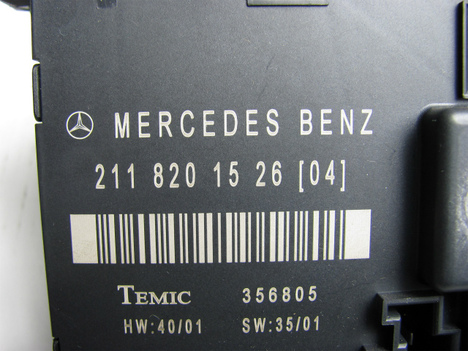 MERCEDES BENZ
211 820 15 26 [04]
TEMIC 356805
HW:40/01 SW:35/01